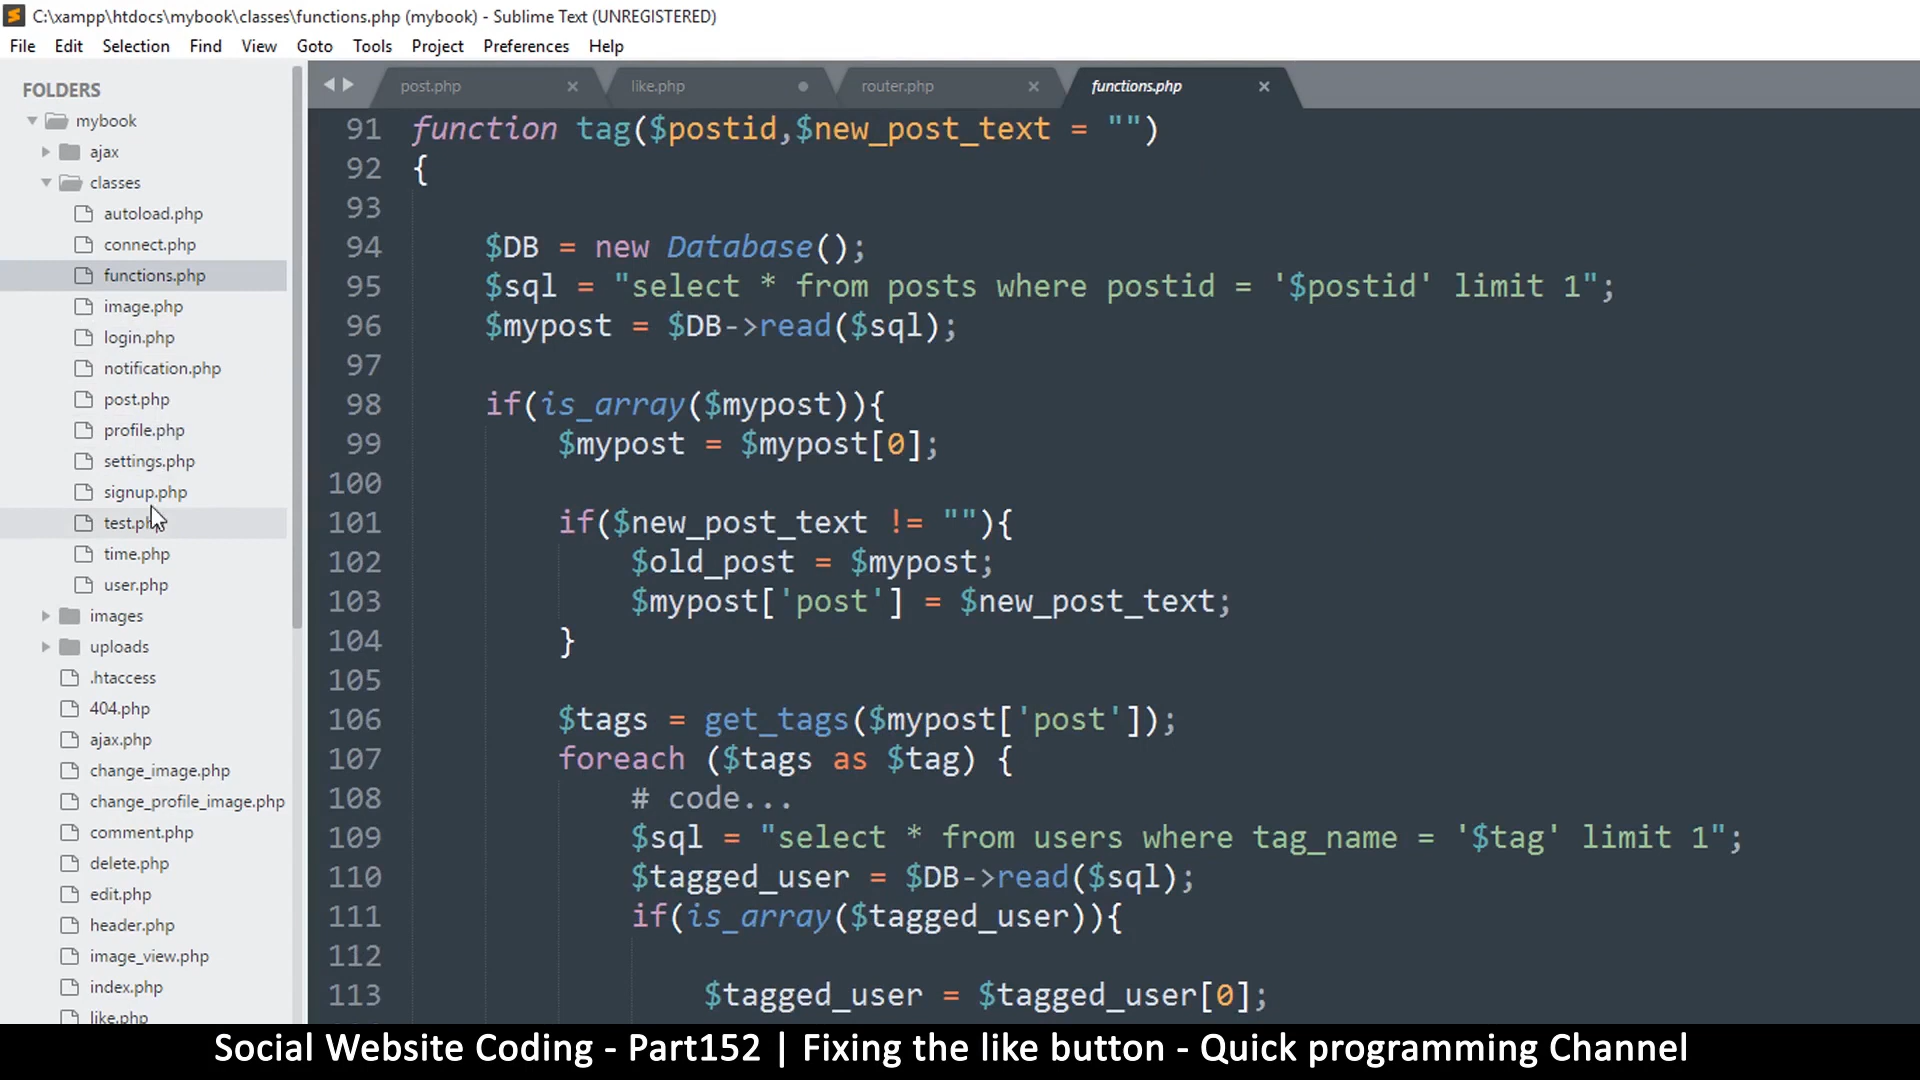 C:\xampp\htdocs\mybook\classes\functions.php (mybook) - Sublime Text (UNREGISTERED)
File Edit Selection Find View Goto Tools Project Preferences Help
FOLDERS
mybook
ajax
classes
autoload.php
connect.php
functions.php
image.php
login.php
notification.php
post.php
profile.php
settings.php
signup.php
test.php
time.php
user.php
images
uploads
.htaccess
404.php
ajax.php
change_image.php
change_profile_image.php
comment.php
delete.php
edit.php
header.php
image_view.php
index.php
like.php
post.php like.php router.php functions.php
91 function tag($postid,$new_post_text = "")
92 {
93
94 $DB = new Database();
95 $sql = "select * from posts where postid = '$postid' limit 1";
96 $mypost = $DB->read($sql);
97
98 if(is_array($mypost)){
99 $mypost = $mypost[0];
100
101 if($new_post_text != ""){
102 $old_post = $mypost;
103 $mypost['post'] = $new_post_text;
104 }
105
106 $tags = get_tags($mypost['post']);
107 foreach ($tags as $tag) {
108 # code...
109 $sql = "select * from users where tag_name = '$tag' limit 1";
110 $tagged_user = $DB->read($sql);
111 if(is_array($tagged_user)){
112
113 $tagged_user = $tagged_user[0];
Social Website Coding - Part152 | Fixing the like button - Quick programming Channel